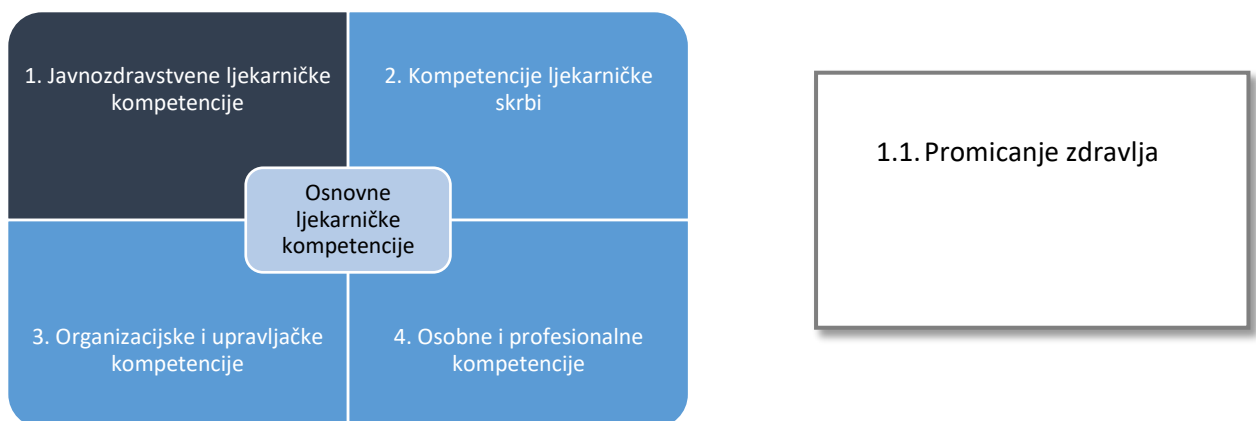 1. Javnozdravstvene ljekarničke
kompetencije
2. Kompetencije ljekarničke
skrbi
Osnovne
ljekarničke
kompetencije
3. Organizacijske i upravljačke
kompetencije
4. Osobne i profesionalne
kompetencije
1.1. Promicanje zdravlja